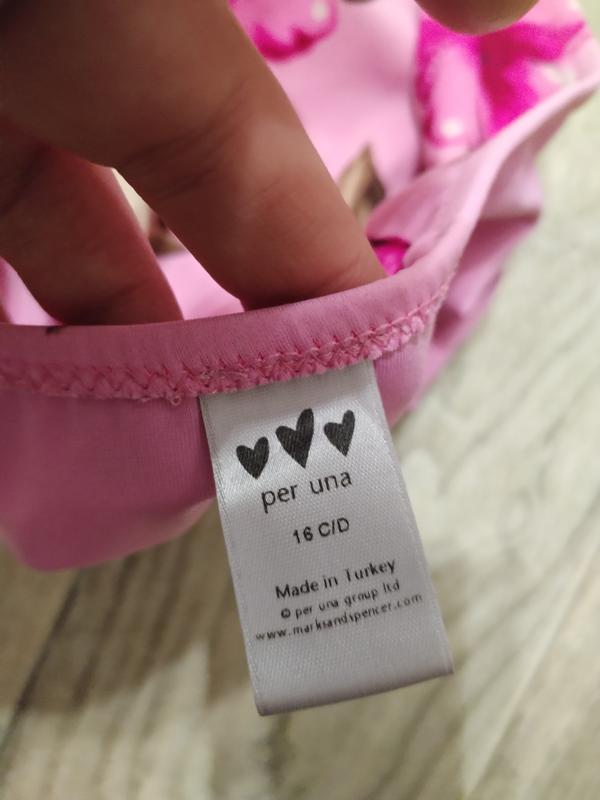 per una
16 C/D
Made in Turkey
© per una group ltd
www.marksandspencer.com